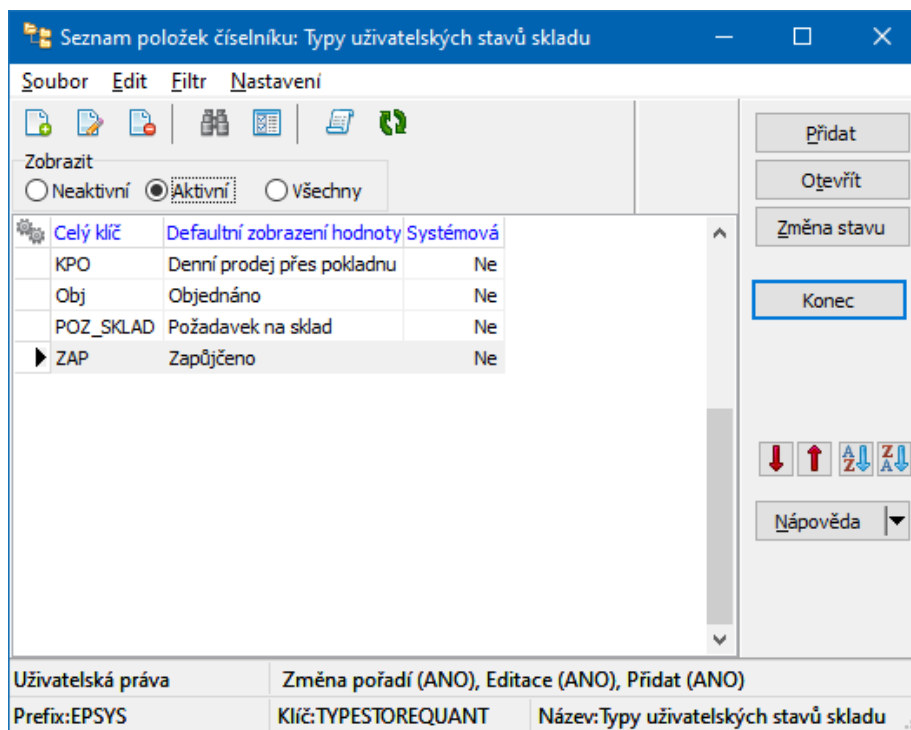 Seznam položek číselníku: Typy uživatelských stavů skladu
Soubor Edit Filtr Nastavení
Zobrazit
Neaktivní Aktivní Všechny
Celý klíč Defaultní zobrazení hodnoty Systémová
KPO Denní prodej přes pokladnu Ne
Obj Objednáno Ne
POZ_SKLAD Požadavek na sklad Ne
ZAP Zapůjčeno Ne
Přidat
Otevřít
Změna stavu
Konec
Nápověda
Uživatelská práva Změna pořadí (ANO), Editace (ANO), Přidat (ANO)
Prefix:EPSYS Klíč:TYPESTOREQUANT Název:Typy uživatelských stavů skladu